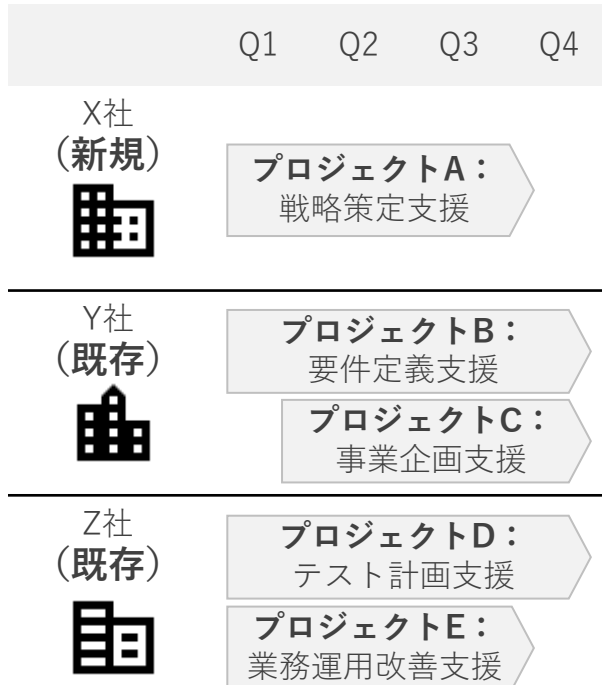 Q1 Q2 Q3 Q4
X社
（新規）
プロジェクトA：
戦略策定支援
Y社
（既存）
プロジェクトB：
要件定義支援
プロジェクトC：
事業企画支援
Z社
（既存）
プロジェクトD：
テスト計画支援
プロジェクトE：
業務運用改善支援